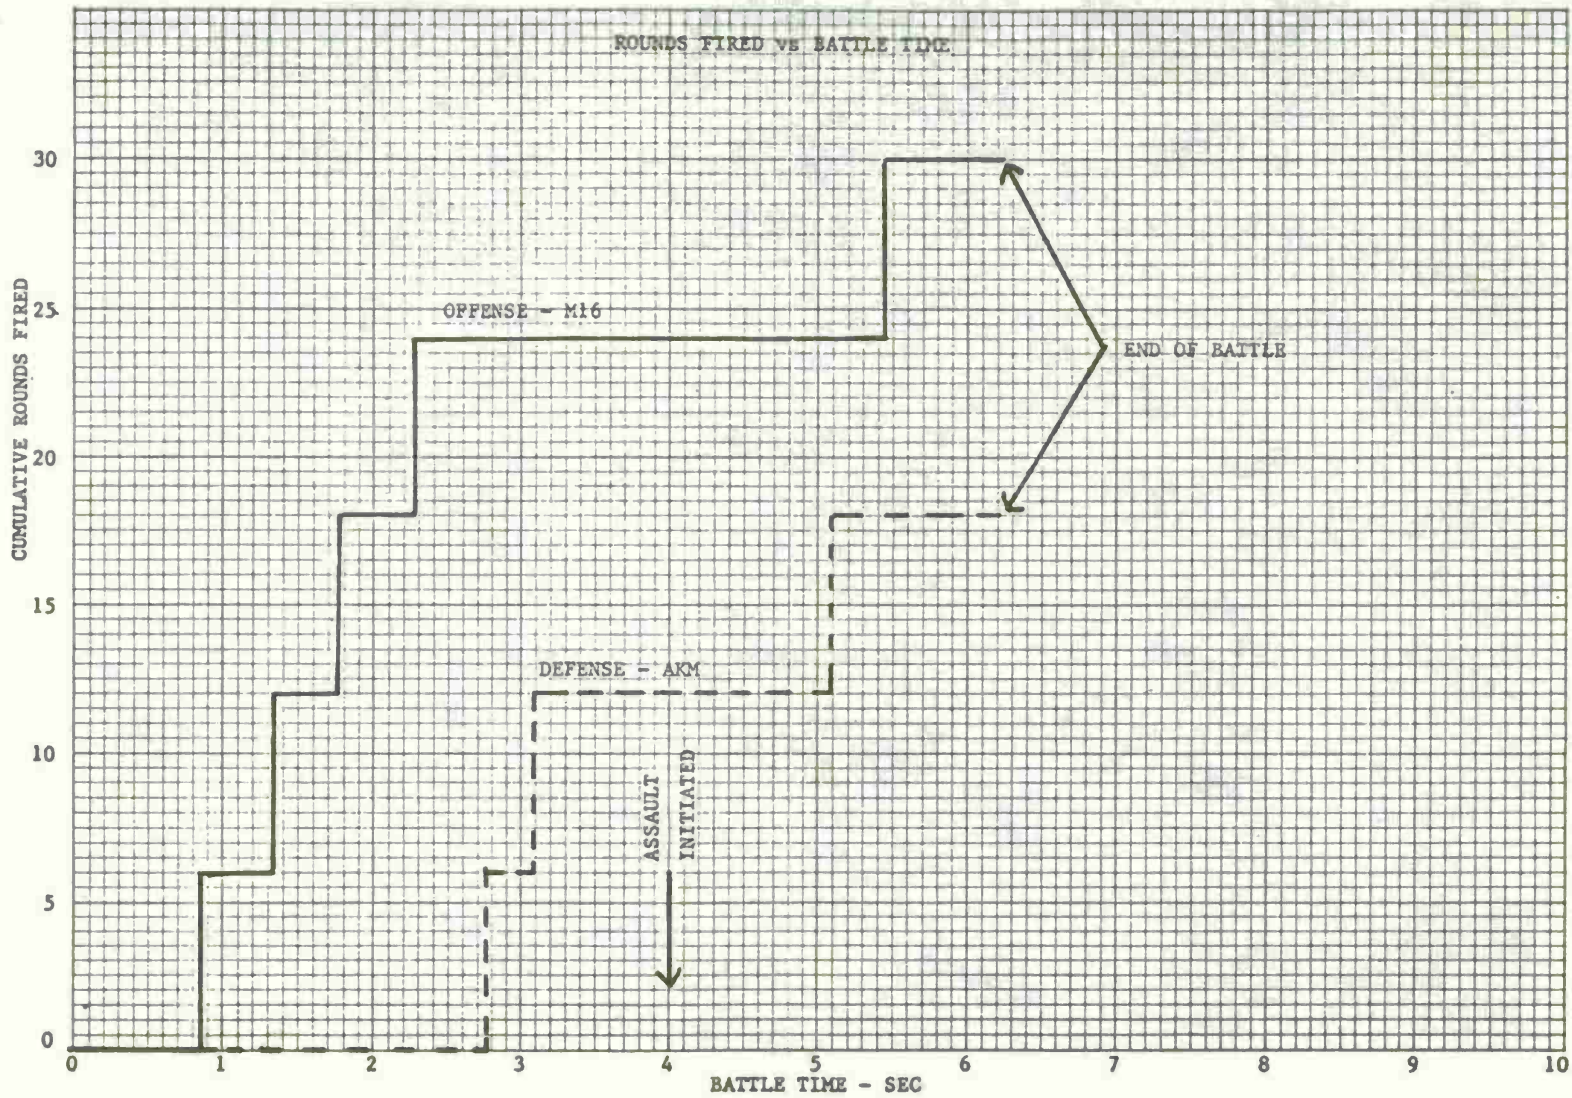 ROUNDS FIRED vs BATTLE TIME
30
OFFENSE - M16
25
END OF BATTLE
20
15
DEFENSE - AKM
10
ASSAULT
INITIATED
5
0
0 1 2 3 4 5 6 7 8 9 10
BATTLE TIME - SEC
CUMULATIVE ROUNDS FIRED